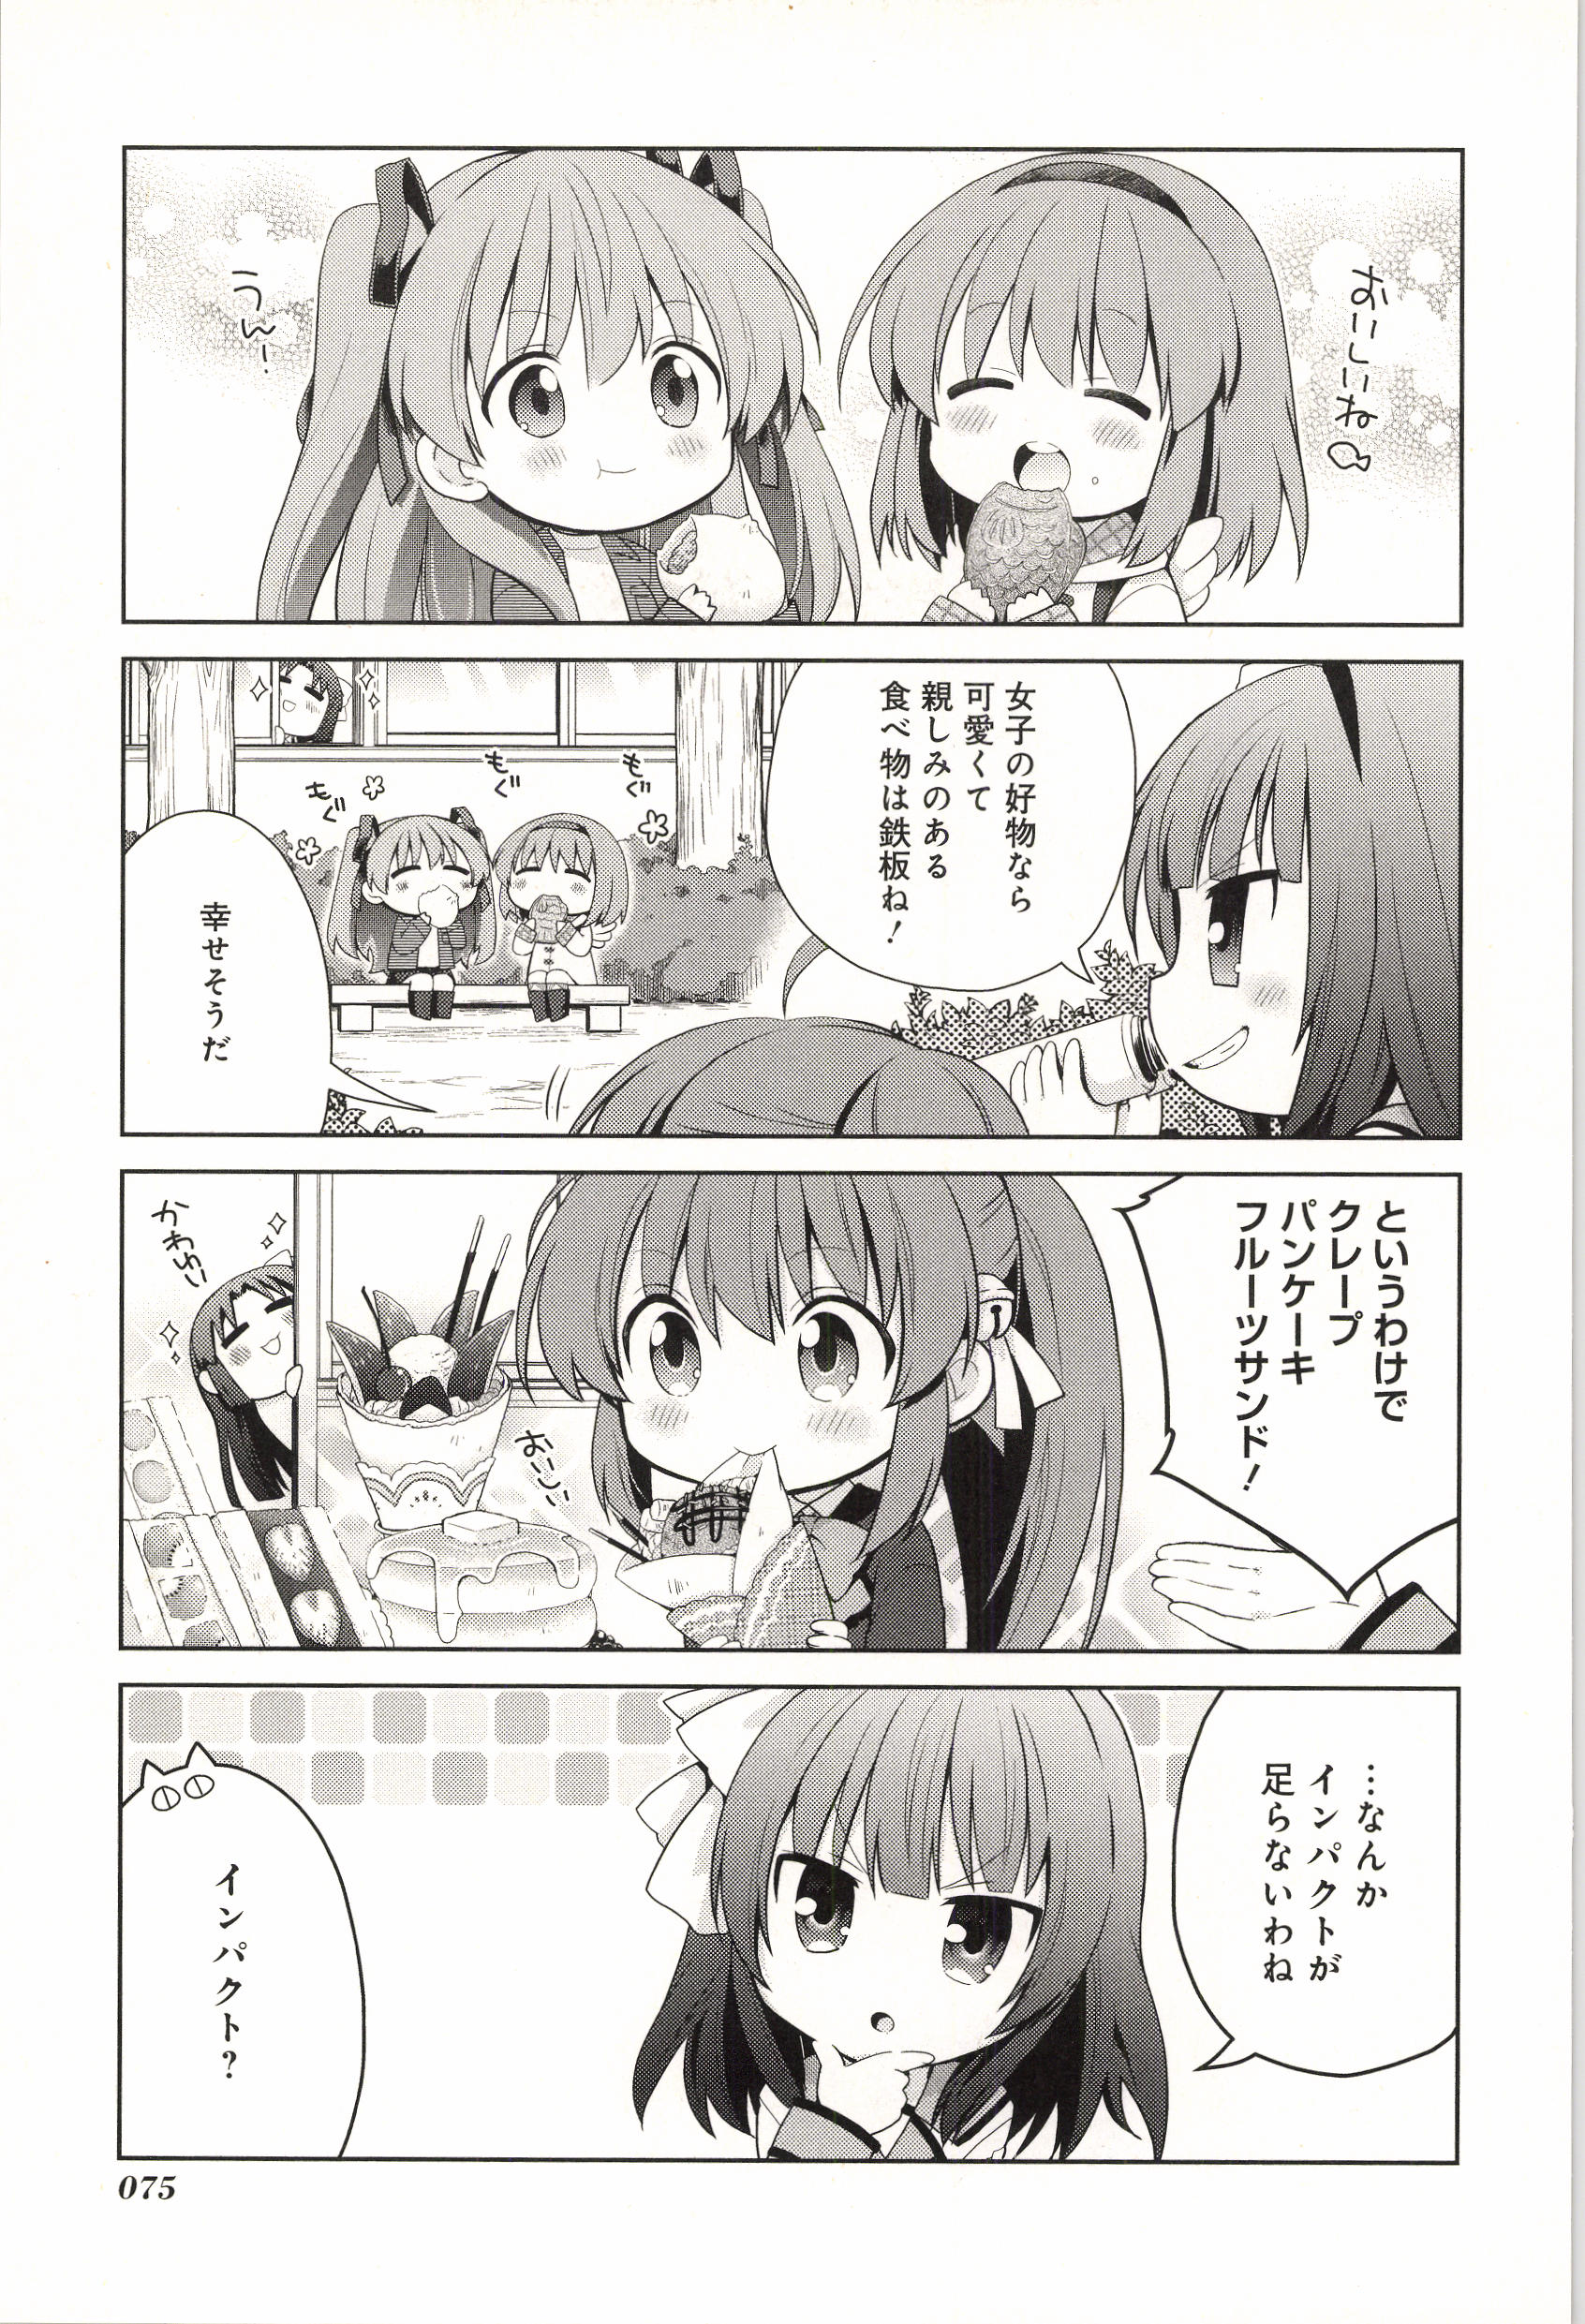 おいしいね
うん!
女子の好物なら
可愛くて
親しみのある
食べ物は鉄板ね!
もぐ
もぐ
もぐ
幸せそうだ
というわけで
クレープ
パンケーキ
フルーツサンド!
おいしい
かわいい
…なんか
インパクトが
足らないわね
インパクト?
075